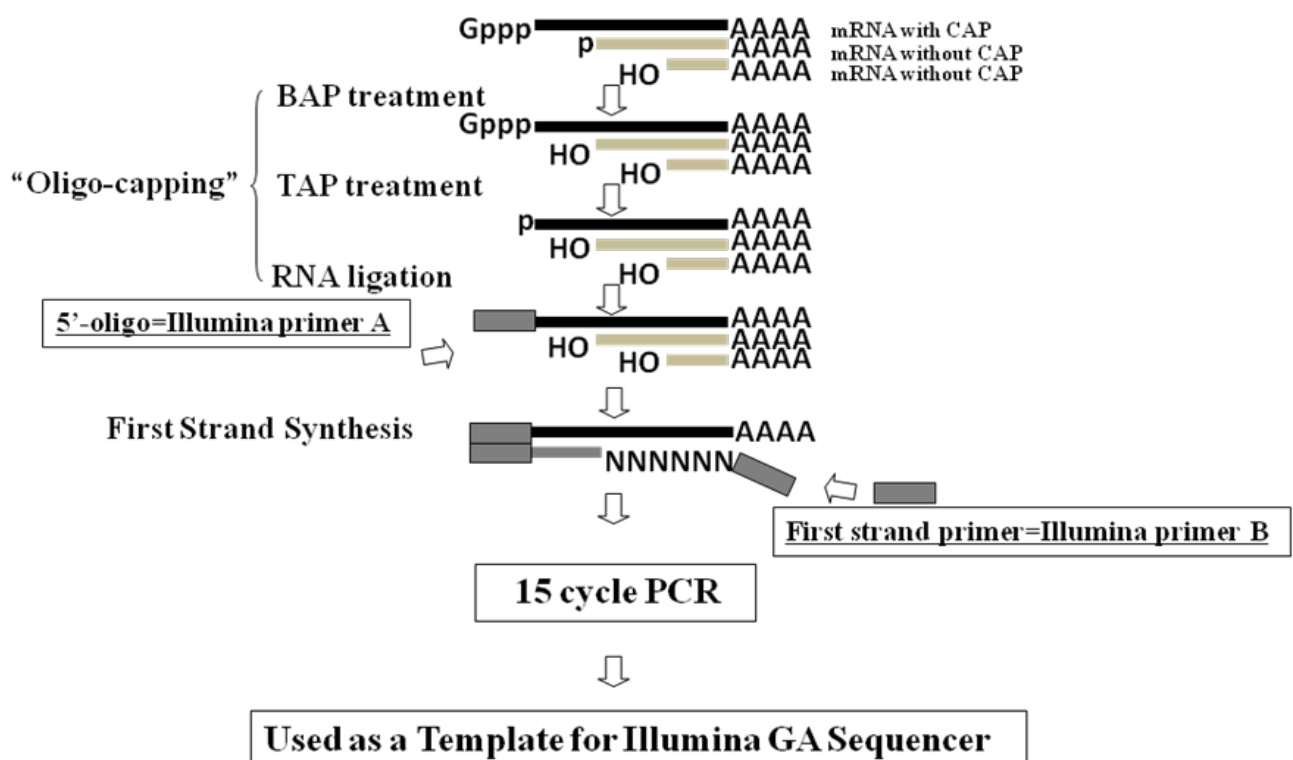 Gppp AAAA mRNA with CAP
p AAAA mRNA without CAP
HO AAAA mRNA without CAP
BAP treatment
Gppp AAAA
HO AAAA
HO AAAA
"Oligo-capping"
TAP treatment
p AAAA
HO AAAA
HO AAAA
RNA ligation
5'-oligo=Illumina primer A
AAAA
HO AAAA
HO AAAA
First Strand Synthesis
AAAA
NNNNNN
First strand primer=Illumina primer B
15 cycle PCR
Used as a Template for Illumina GA Sequencer